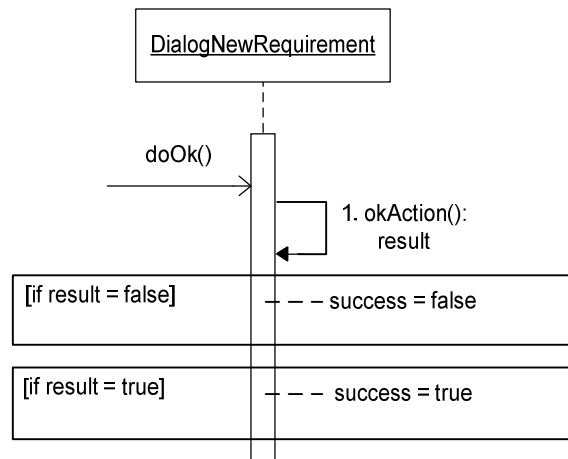 DialogNewRequirement
doOk()
1. okAction():
result
[if result = false]
success = false
[if result = true]
success = true